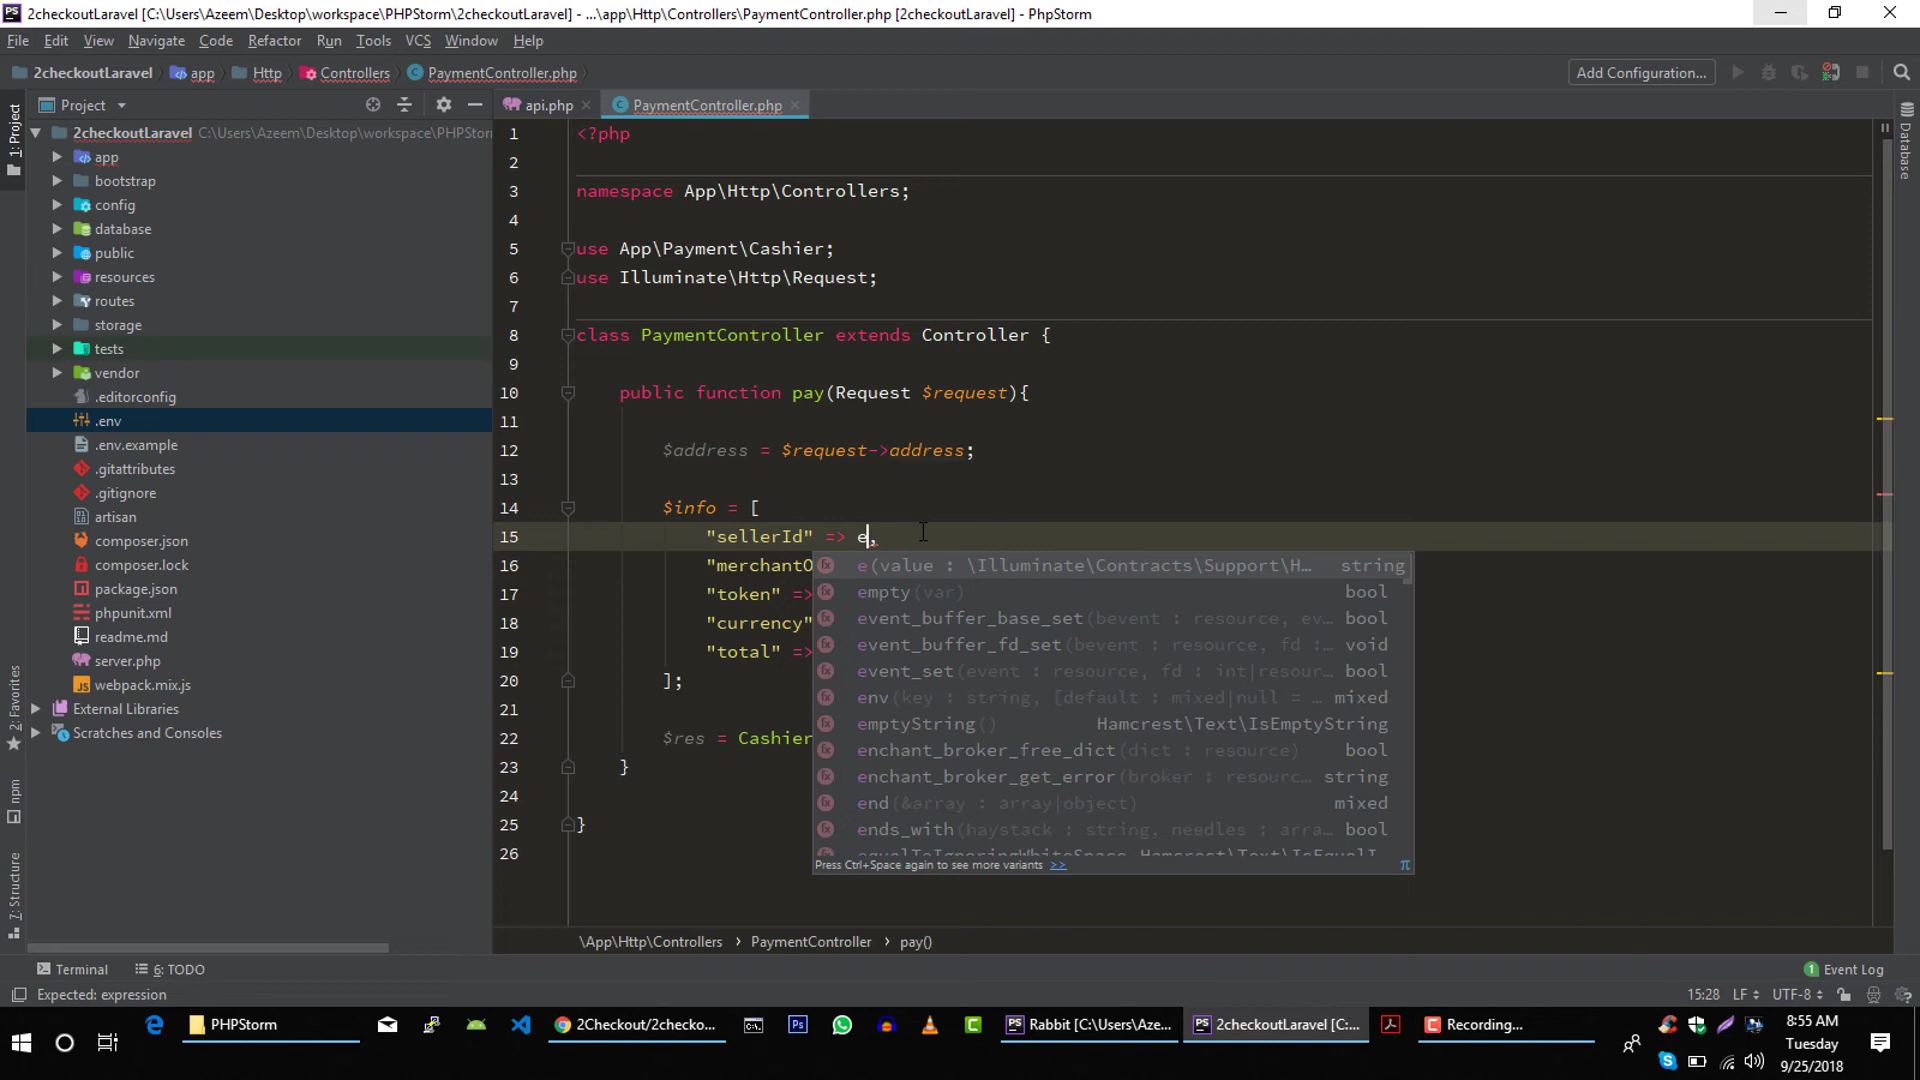 2checkoutLaravel [C:\Users\Azeem\Desktop\workspace\PHPStorm\2checkoutLaravel] - ...\app\Http\Controllers\PaymentController.php [2checkoutLaravel] - PhpStorm
File Edit View Navigate Code Refactor Run Tools VCS Window Help
2checkoutLaravel app Http Controllers PaymentController.php Add Configuration...
Project
api.php PaymentController.php
1: Project
Database
2checkoutLaravel C:\Users\Azeem\Desktop\workspace\PHPStorm
app
bootstrap
config
database
public
resources
routes
storage
tests
vendor
.editorconfig
.env
.env.example
.gitattributes
.gitignore
artisan
composer.json
composer.lock
package.json
phpunit.xml
readme.md
server.php
webpack.mix.js
External Libraries
Scratches and Consoles
2: Favorites
npm
7: Structure
1 <?php
2
3 namespace App\Http\Controllers;
4
5 use App\Payment\Cashier;
6 use Illuminate\Http\Request;
7
8 class PaymentController extends Controller {
9
10 public function pay(Request $request){
11
12 $address = $request->address;
13
14 $info = [
15 "sellerId" => e,
16 "merchantO
17 "token" =>
18 "currency"
19 "total" =>
20 ];
21
22 $res = Cashier
23 }
24
25 }
26
e(value : \Illuminate\Contracts\Support\H... string
empty(var) bool
event_buffer_base_set(bevent : resource, ev... bool
event_buffer_fd_set(bevent : resource, fd :... void
event_set(event : resource, fd : int|resour... bool
env(key : string, [default : mixed|null = ... mixed
emptyString() Hamcrest\Text\IsEmptyString
enchant_broker_free_dict(dict : resource) bool
enchant_broker_get_error(broker : resourc... string
end(&array : array|object) mixed
ends_with(haystack : string, needles : arra... bool
equalToIgnoringWhiteSpace Hamcrest\Text\IsEqualI
Press Ctrl+Space again to see more variants >> π
\App\Http\Controllers PaymentController pay()
Terminal 6: TODO 1 Event Log
Expected: expression 15:28 LF UTF-8
PHPStorm 2Checkout/2checko... Rabbit [C:\Users\Aze... 2checkoutLaravel [C:... Recording...
8:55 AM
Tuesday
9/25/2018